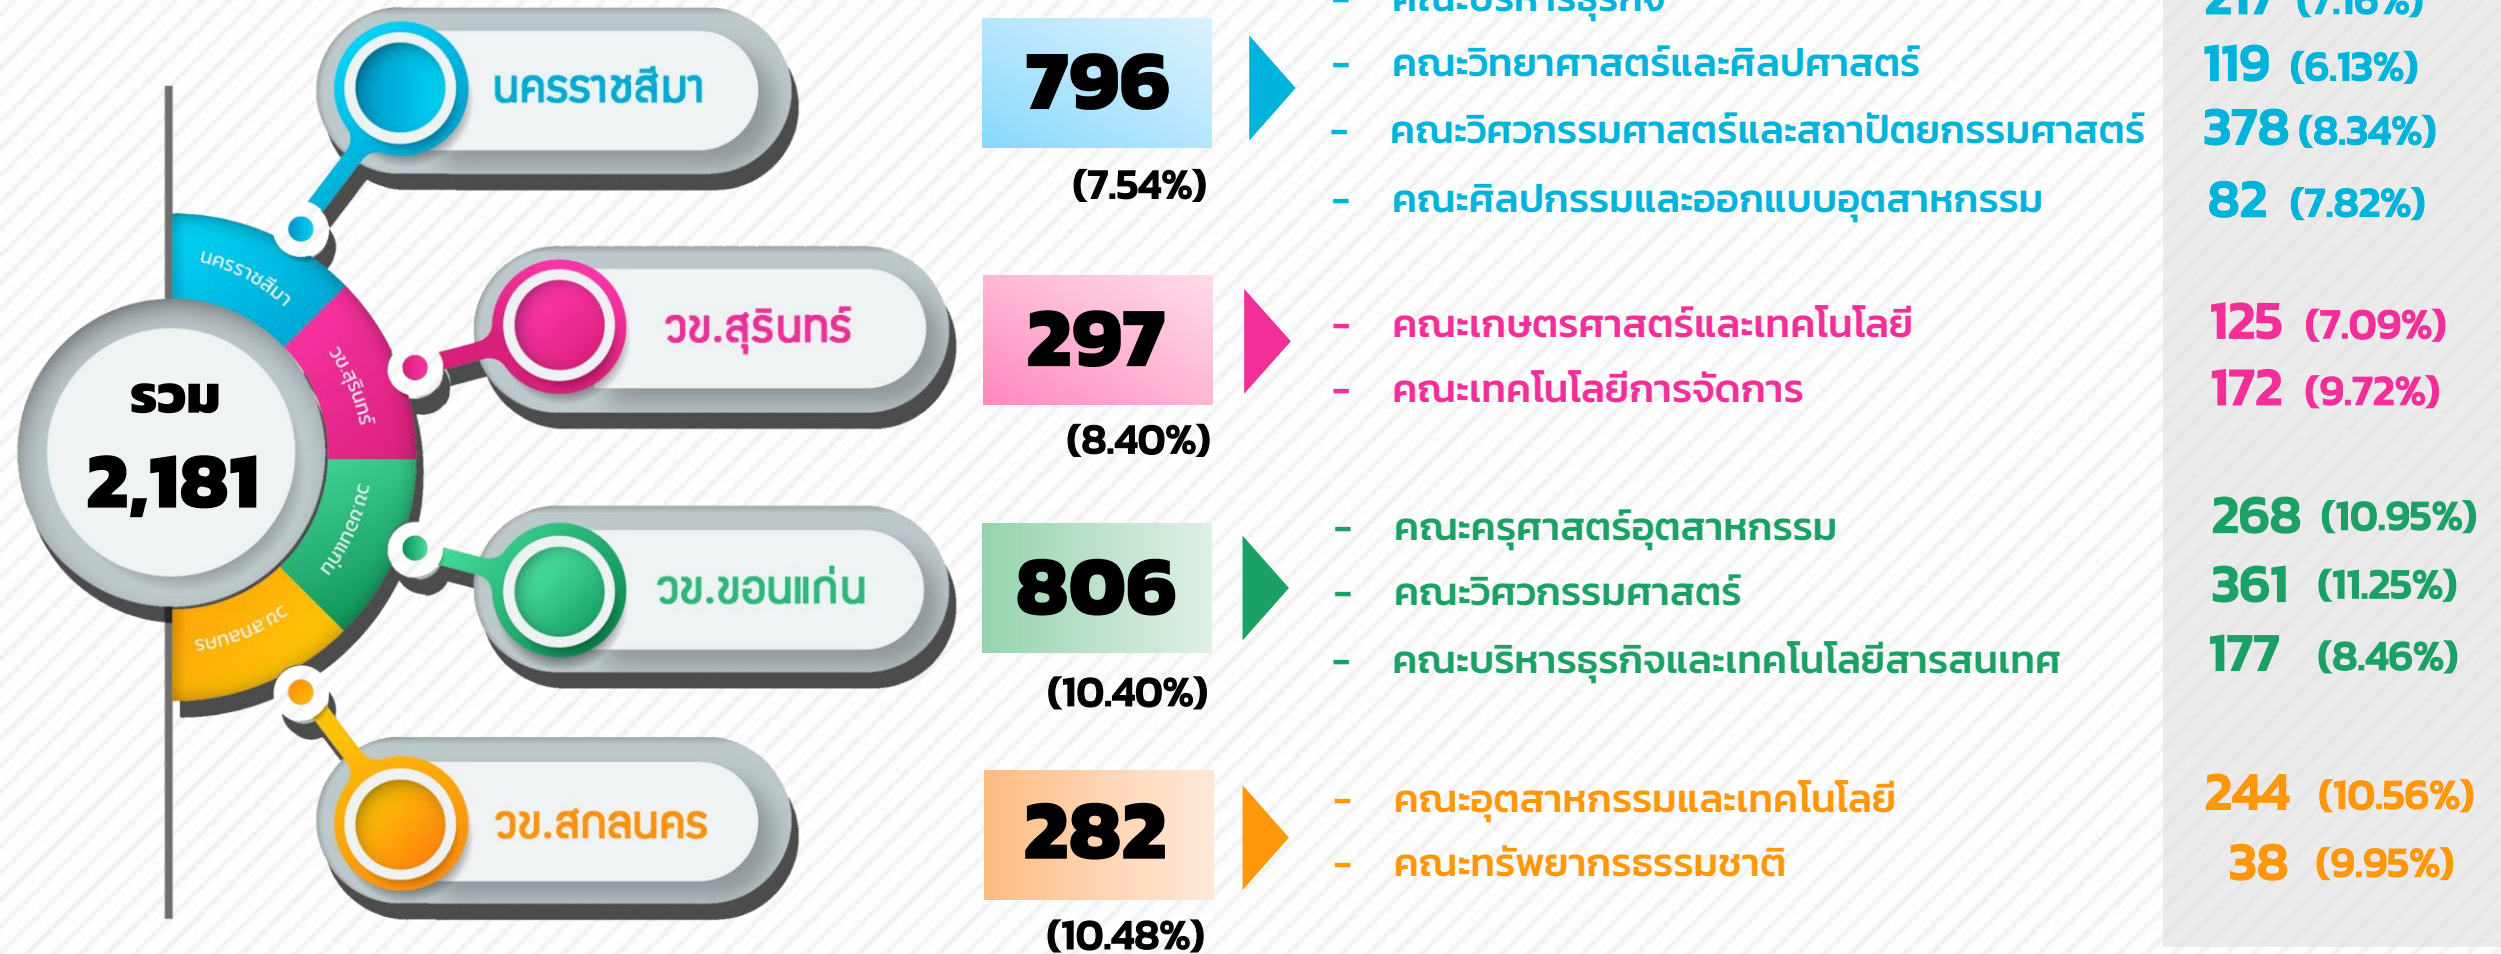 - คณะบริหารธุรกิจ 217 (7.16%)
นครราชสีมา 796 - คณะวิทยาศาสตร์และศิลปศาสตร์ 119 (6.13%)
- คณะวิศวกรรมศาสตร์และสถาปัตยกรรมศาสตร์ 378 (8.34%)
(7.54%) - คณะศิลปกรรมและออกแบบอุตสาหกรรม 82 (7.82%)
นครราชสีมา
วข.สุรินทร์ 297 - คณะเกษตรศาสตร์และเทคโนโลยี 125 (7.09%)
วข.สุรินทร์
รวม
- คณะเทคโนโลยีการจัดการ 172 (9.72%)
(8.40%)
2,181
วข.ขอนแก่น
- คณะครุศาสตร์อุตสาหกรรม 268 (10.95%)
วข.ขอนแก่น 806 - คณะวิศวกรรมศาสตร์ 361 (11.25%)
วข.สกลนคร
- คณะบริหารธุรกิจและเทคโนโลยีสารสนเทศ 177 (8.46%)
(10.40%)
วข.สกลนคร 282 - คณะอุตสาหกรรมและเทคโนโลยี 244 (10.56%)
- คณะทรัพยากรธรรมชาติ 38 (9.95%)
(10.48%)